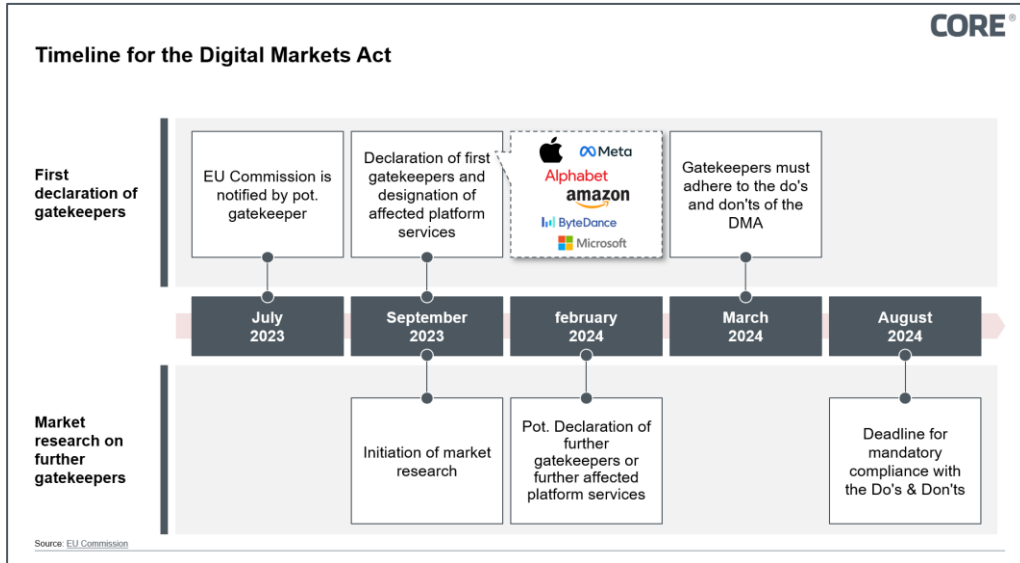 CORE®
Timeline for the Digital Markets Act
First
declaration of
gatekeepers
EU Commission is
notified by pot.
gatekeeper
Declaration of first
gatekeepers and
designation of
affected platform
services
Meta
Alphabet
amazon
ByteDance
Microsoft
Gatekeepers must
adhere to the do's
and don'ts of the
DMA
July
2023
September
2023
february
2024
March
2024
August
2024
Market
research on
further
gatekeepers
Initiation of market
research
Pot. Declaration of
further
gatekeepers or
further affected
platform services
Deadline for
mandatory
compliance with
the Do's & Don'ts
Source: EU Commission